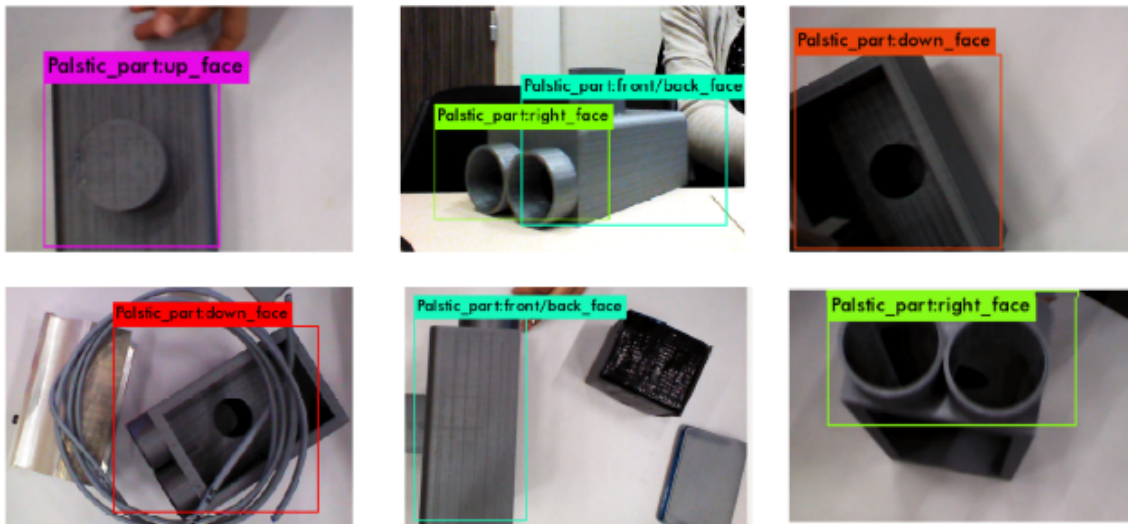 Palstic_part:up_face
Palstic_part:front/back_face
Palstic_part:right_face
Palstic_part:down_face
Palstic_part:down_face
Palstic_part:front/back_face
Palstic_part:right_face